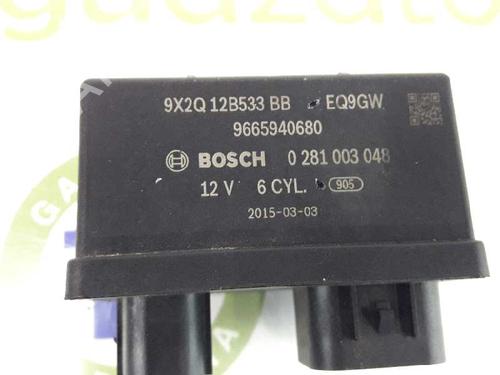 9X2Q 12B533 BB EQ9GW
9665940680
BOSCH 0 281 003 048
12 V 6 CYL. 905
2015-03-03